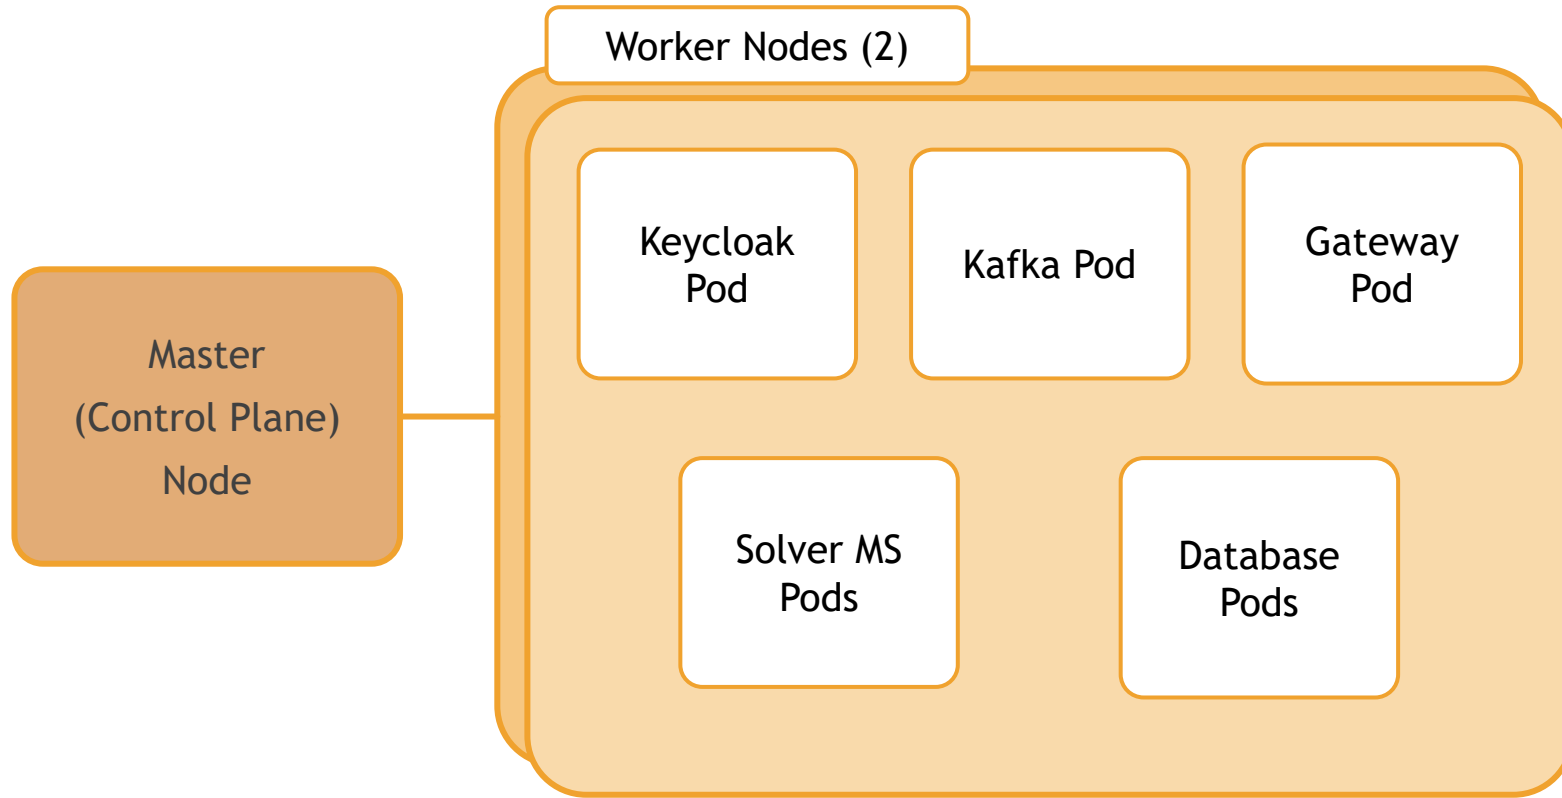 Worker Nodes (2)
Keycloak
Pod
Kafka Pod
Gateway
Pod
Master
(Control Plane)
Node
Solver MS
Pods
Database
Pods